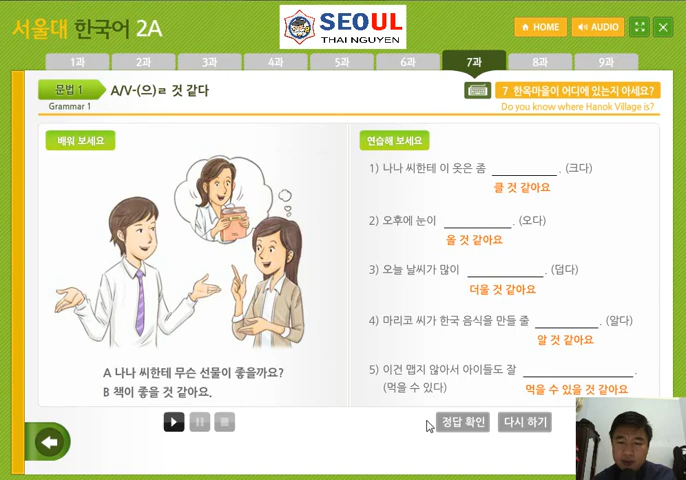 서울대 한국어 2A
SEOUL
THAI NGUYEN
HOME
AUDIO
1과
2과
3과
4과
5과
6과
7과
8과
9과
문법 1
Grammar 1
A/V-(으)ㄹ 것 같다
7 한옥마을이 어디에 있는지 아세요?
Do you know where Hanok Village is?
배워 보세요
A 나나 씨한테 무슨 선물이 좋을까요?
B 책이 좋을 것 같아요.
연습해 보세요
1) 나나 씨한테 이 옷은 좀 ________. (크다)
클 것 같아요
2) 오후에 눈이 ________. (오다)
올 것 같아요
3) 오늘 날씨가 많이 ________. (덥다)
더울 것 같아요
4) 마리코 씨가 한국 음식을 만들 줄 ________. (알다)
알 것 같아요
5) 이건 맵지 않아서 아이들도 잘 ________.
(먹을 수 있다) 먹을 수 있을 것 같아요
정답 확인
다시 하기